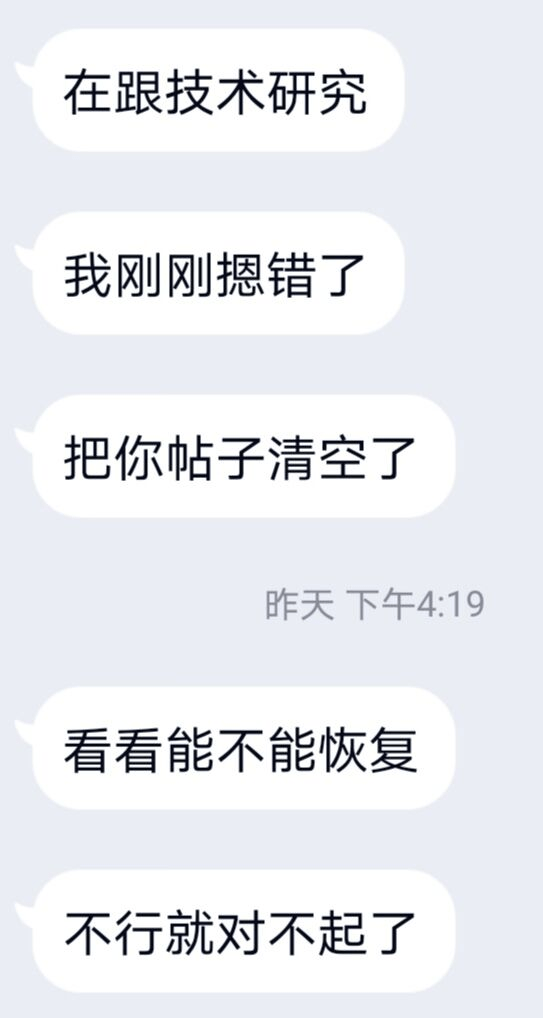 在跟技术研究
我刚刚摁错了
把你帖子清空了
昨天 下午4:19
看看能不能恢复
不行就对不起了